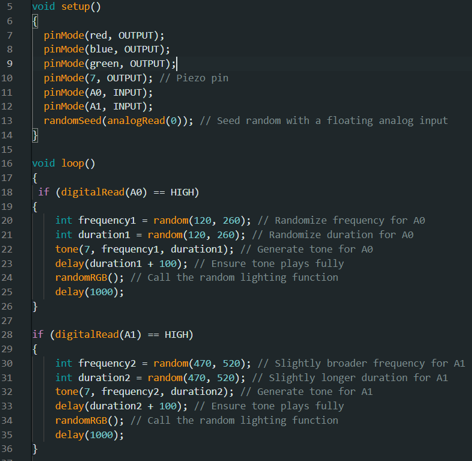 5 void setup()
6 {
7 pinMode(red, OUTPUT);
8 pinMode(blue, OUTPUT);
9 pinMode(green, OUTPUT);
10 pinMode(7, OUTPUT); // Piezo pin
11 pinMode(A0, INPUT);
12 pinMode(A1, INPUT);
13 randomSeed(analogRead(0)); // Seed random with a floating analog input
14 }
15
16 void loop()
17 {
18 if (digitalRead(A0) == HIGH)
19 {
20 int frequency1 = random(120, 260); // Randomize frequency for A0
21 int duration1 = random(120, 260); // Randomize duration for A0
22 tone(7, frequency1, duration1); // Generate tone for A0
23 delay(duration1 + 100); // Ensure tone plays fully
24 randomRGB(); // Call the random lighting function
25 delay(1000);
26 }
27
28 if (digitalRead(A1) == HIGH)
29 {
30 int frequency2 = random(470, 520); // Slightly broader frequency for A1
31 int duration2 = random(470, 520); // Slightly longer duration for A1
32 tone(7, frequency2, duration2); // Generate tone for A1
33 delay(duration2 + 100); // Ensure tone plays fully
34 randomRGB(); // Call the random lighting function
35 delay(1000);
36 }